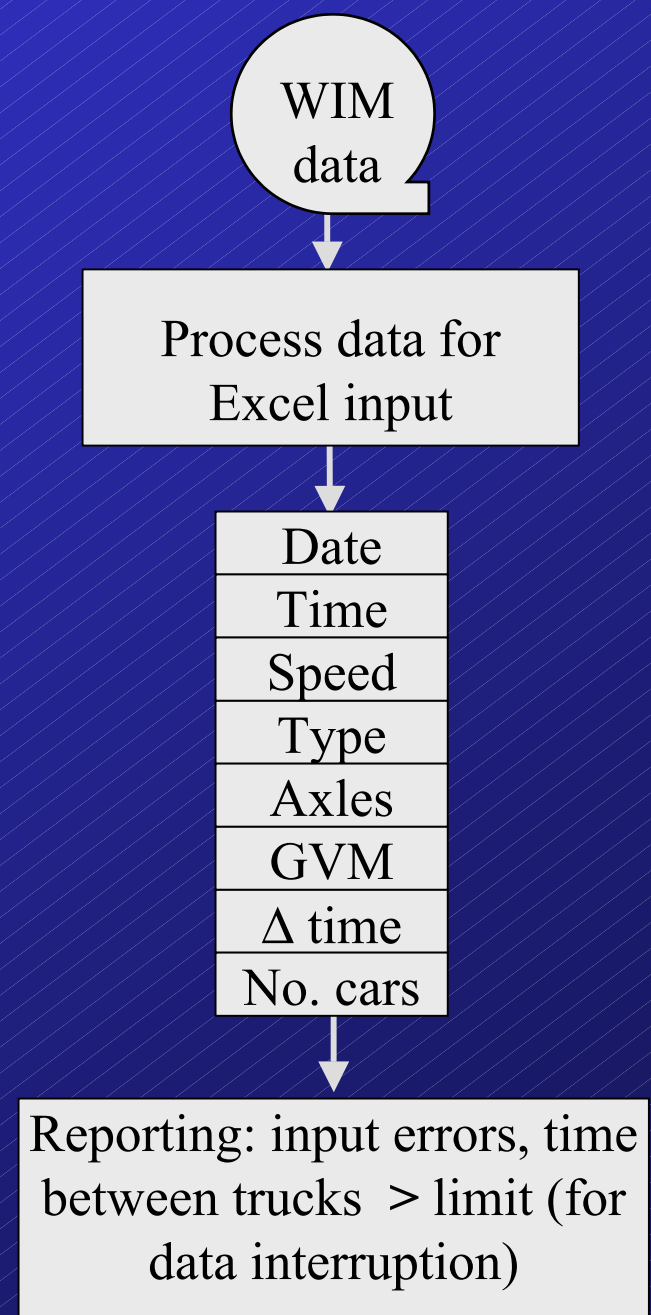 WIM
data
Process data for
Excel input
Date
Time
Speed
Type
Axles
GVM
Δ time
No. cars
Reporting: input errors, time
between trucks > limit (for
data interruption)